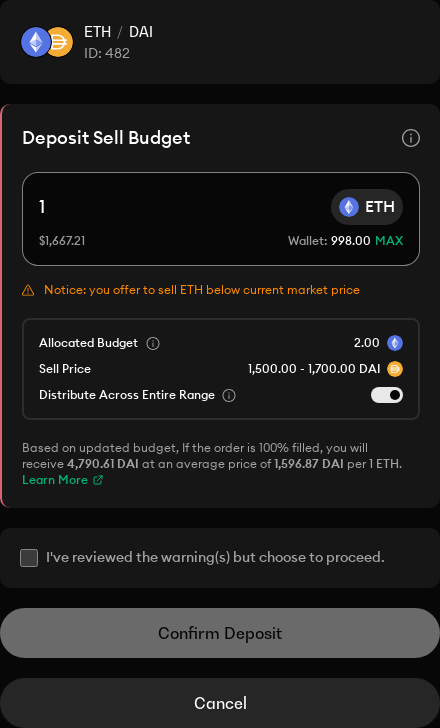 ETH / DAI
ID: 482
Deposit Sell Budget
1
ETH
$1,667.21
Wallet: 998.00 MAX
Notice: you offer to sell ETH below current market price
Allocated Budget
2.00
Sell Price
1,500.00 - 1,700.00 DAI
Distribute Across Entire Range
Based on updated budget, If the order is 100% filled, you will
receive 4,790.61 DAI at an average price of 1,596.87 DAI per 1 ETH.
Learn More
I've reviewed the warning(s) but choose to proceed.
Confirm Deposit
Cancel